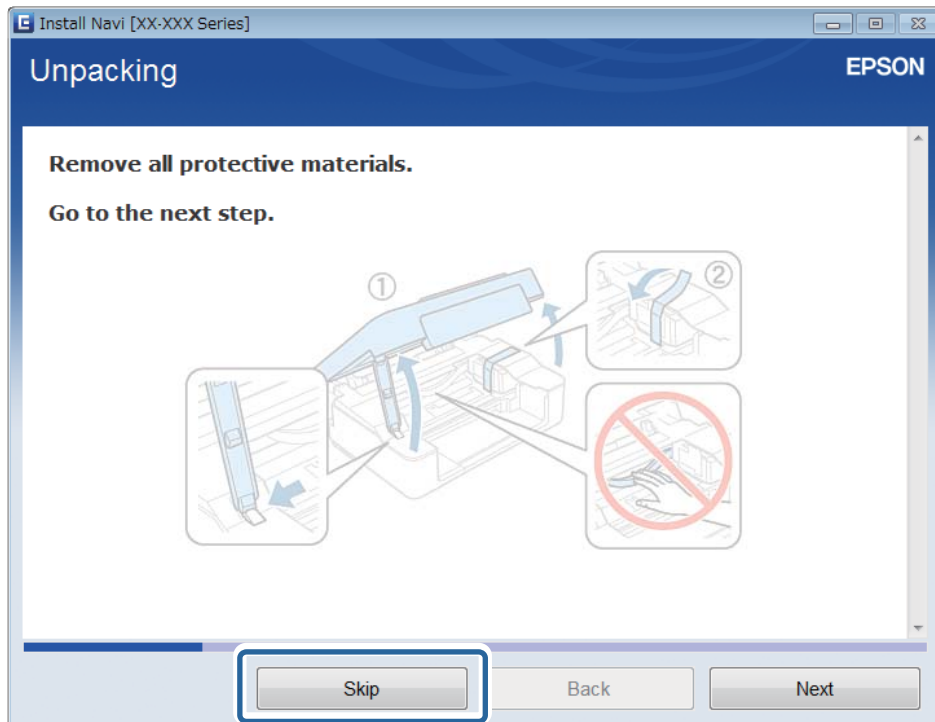 Install Navi [XX-XXX Series]
Unpacking
EPSON
Remove all protective materials.
Go to the next step.
①
②
Skip
Back
Next